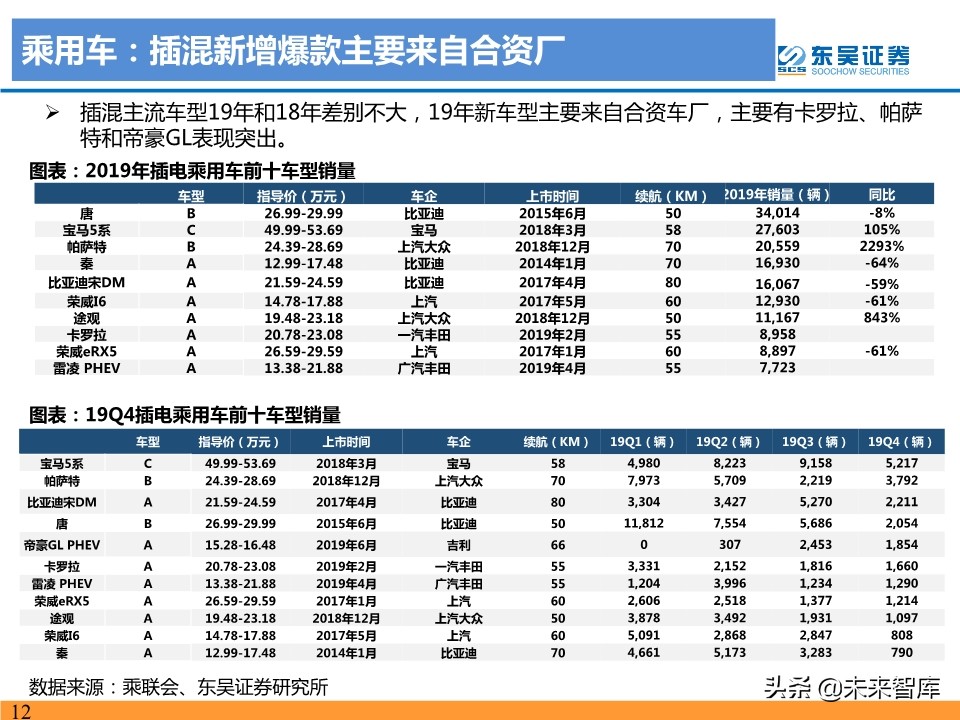 乘用车：插混新增爆款主要来自合资厂
SCS 东吴证券
SOOCHOW SECURITIES
➢ 插混主流车型19年和18年差别不大，19年新车型主要来自合资车厂，主要有卡罗拉、帕萨
特和帝豪GL表现突出。
图表：2019年插电乘用车前十车型销量
车型 指导价（万元） 车企 上市时间 续航（KM） 2019年销量（辆） 同比
唐 B 26.99-29.99 比亚迪 2015年6月 50 34,014 -8%
宝马5系 C 49.99-53.69 宝马 2018年3月 58 27,603 105%
帕萨特 B 24.39-28.69 上汽大众 2018年12月 70 20,559 2293%
秦 A 12.99-17.48 比亚迪 2014年1月 70 16,930 -64%
比亚迪宋DM A 21.59-24.59 比亚迪 2017年4月 80 16,067 -59%
荣威I6 A 14.78-17.88 上汽 2017年5月 60 12,930 -61%
途观 A 19.48-23.18 上汽大众 2018年12月 50 11,167 843%
卡罗拉 A 20.78-23.08 一汽丰田 2019年2月 55 8,958
荣威eRX5 A 26.59-29.59 上汽 2017年1月 60 8,897 -61%
雷凌 PHEV A 13.38-21.88 广汽丰田 2019年4月 55 7,723
图表：19Q4插电乘用车前十车型销量
车型 指导价（万元） 上市时间 车企 续航（KM） 19Q1（辆） 19Q2（辆） 19Q3（辆） 19Q4（辆）
宝马5系 C 49.99-53.69 2018年3月 宝马 58 4,980 8,223 9,158 5,217
帕萨特 B 24.39-28.69 2018年12月 上汽大众 70 7,973 5,709 2,219 3,792
比亚迪宋DM A 21.59-24.59 2017年4月 比亚迪 80 3,304 3,427 5,270 2,211
唐 B 26.99-29.99 2015年6月 比亚迪 50 11,812 7,554 5,686 2,054
帝豪GL PHEV A 15.28-16.48 2019年6月 吉利 66 0 307 2,453 1,854
卡罗拉 A 20.78-23.08 2019年2月 一汽丰田 55 3,331 2,152 1,816 1,660
雷凌 PHEV A 13.38-21.88 2019年4月 广汽丰田 55 1,204 3,996 1,234 1,290
荣威eRX5 A 26.59-29.59 2017年1月 上汽 60 2,606 2,518 1,377 1,214
途观 A 19.48-23.18 2018年12月 上汽大众 50 3,878 3,492 1,931 1,097
荣威I6 A 14.78-17.88 2017年5月 上汽 60 5,091 2,868 2,847 808
秦 A 12.99-17.48 2014年1月 比亚迪 70 4,661 5,173 3,283 790
数据来源：乘联会、东吴证券研究所
头条 @未来智库
12